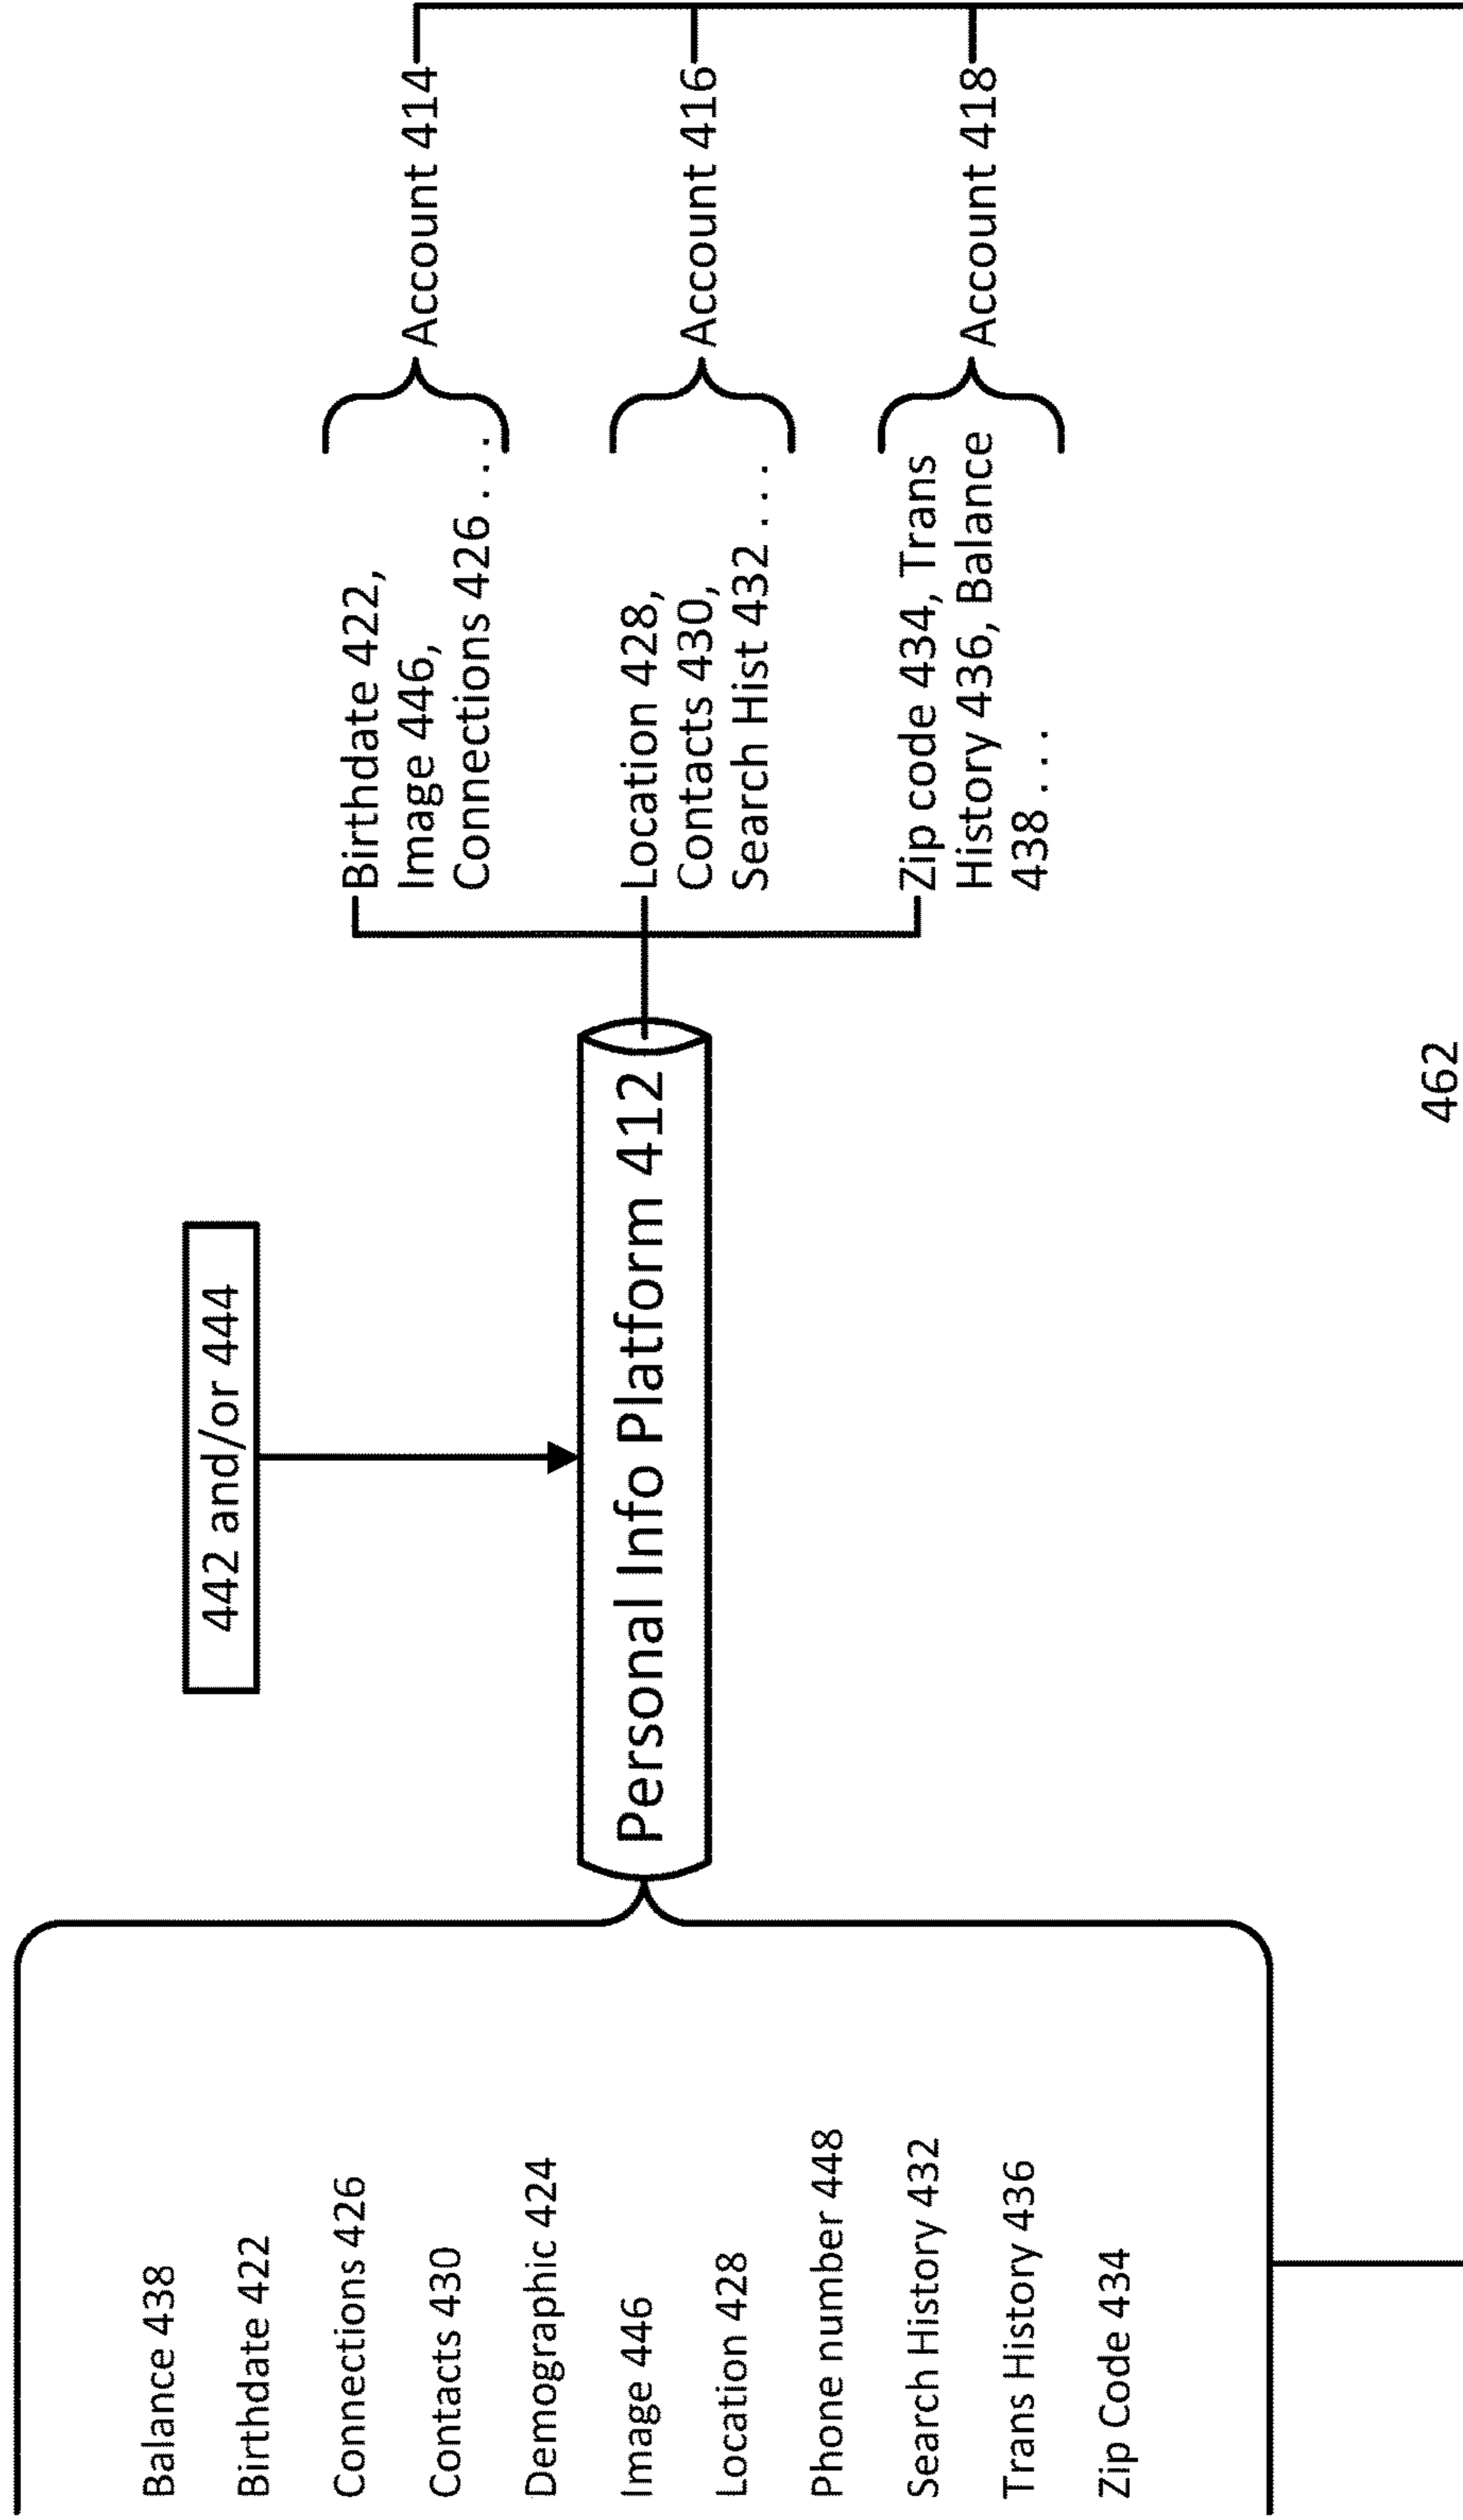 Balance 438
Birthdate 422
Connections 426
Contacts 430
Demographic 424
Image 446
Location 428
Phone number 448
Search History 432
Trans History 436
Zip Code 434
442 and/or 444
Personal Info Platform 412
Birthdate 422,
Image 446,
Connections 426 . . .
Account 414
Location 428,
Contacts 430,
Search Hist 432 . . .
Account 416
Zip code 434, Trans
History 436, Balance
438 . . .
Account 418
462